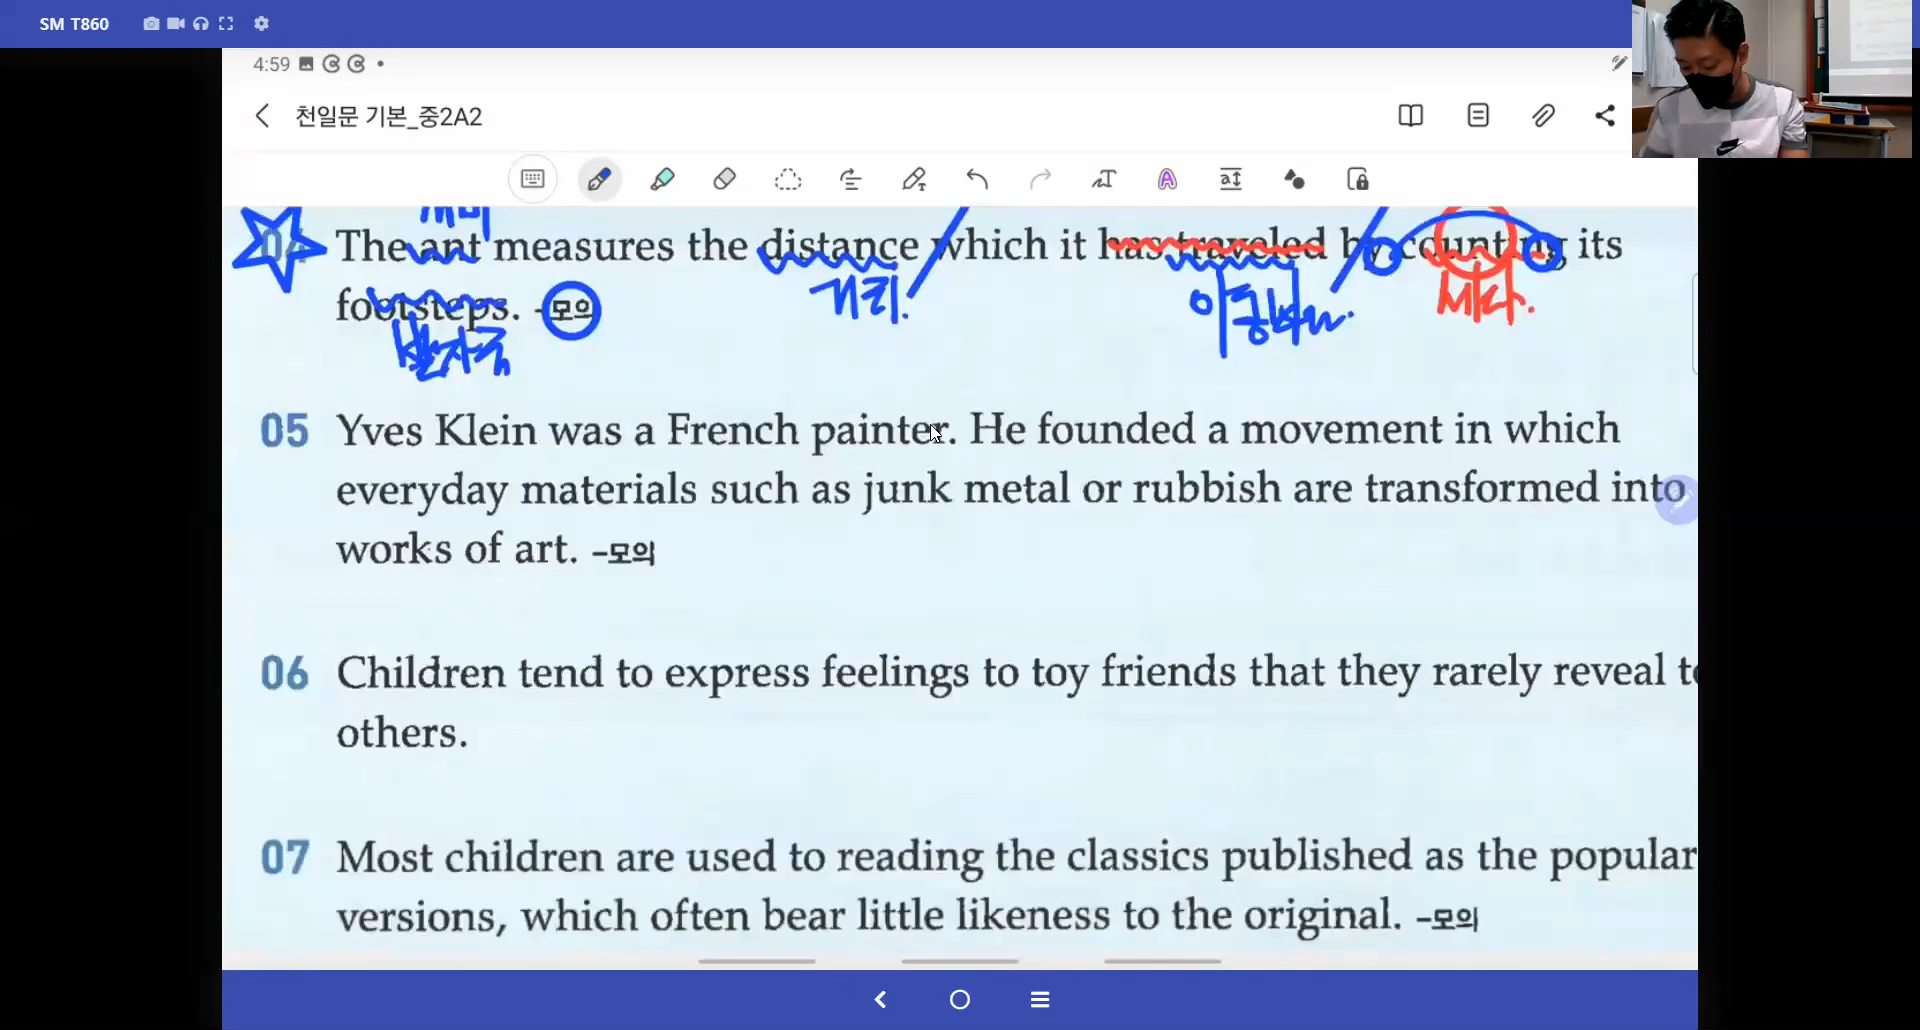 SM T860
4:59
천일문 기본_중2A2
04 The ant measures the distance which it has traveled by counting its
footsteps. -모의
거리.
세다.
발자국
05 Yves Klein was a French painter. He founded a movement in which
everyday materials such as junk metal or rubbish are transformed into
works of art. -모의
06 Children tend to express feelings to toy friends that they rarely reveal to
others.
07 Most children are used to reading the classics published as the popular
versions, which often bear little likeness to the original. -모의